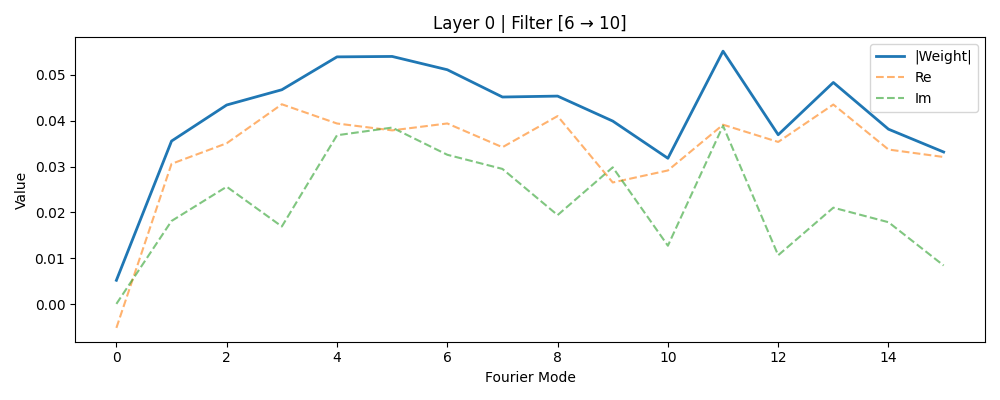 Layer 0 | Filter [6 → 10]
|Weight|
Re
Im
0.05
0.04
0.03
0.02
0.01
0.00
Value
0 2 4 6 8 10 12 14
Fourier Mode